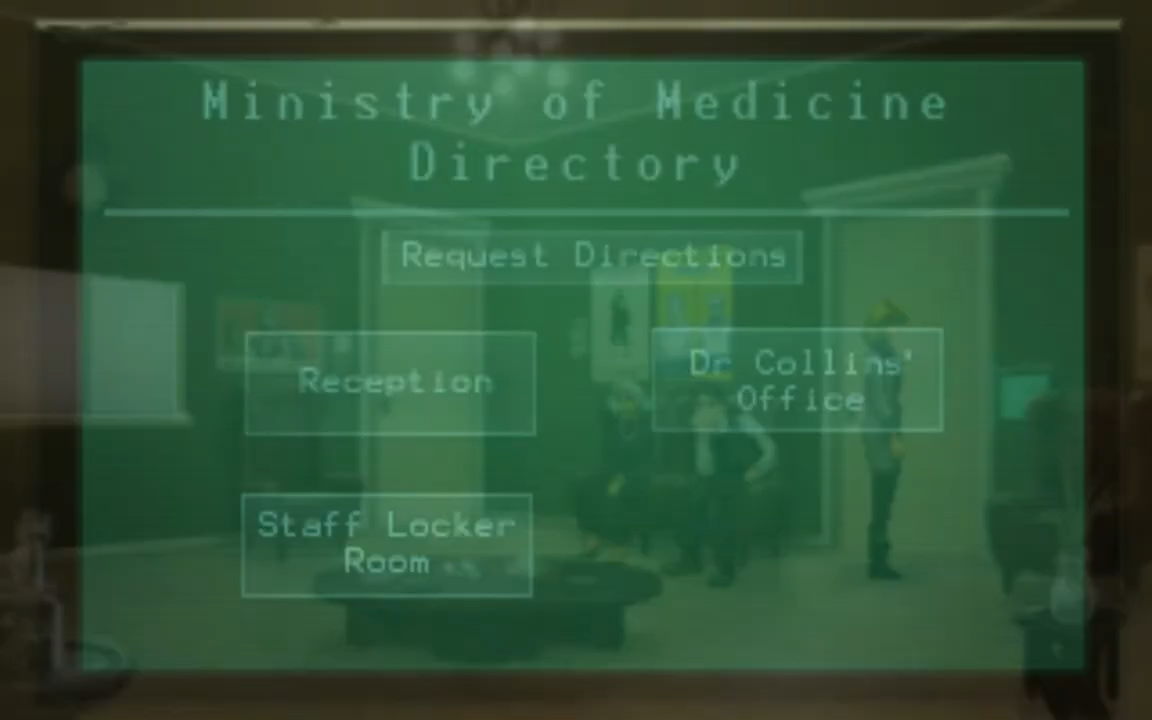 Ministry of Medicine
Directory
Request Directions
Reception
Dr Collins'
Office
Staff Locker
Room